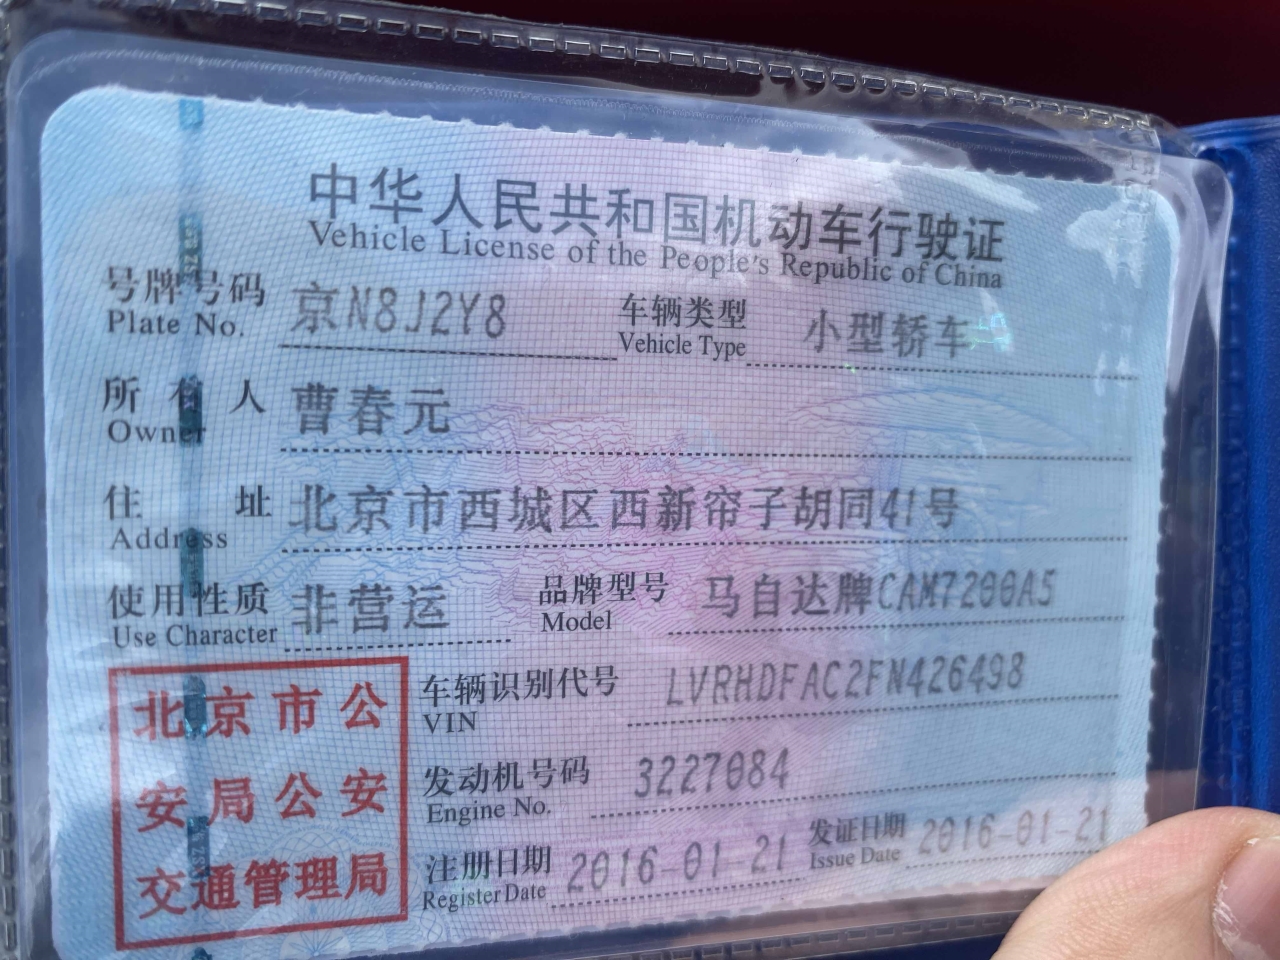 中华人民共和国机动车行驶证
Vehicle License of the People's Republic of China
号牌号码 京N8J2Y8 车辆类型 小型轿车
Plate No. Vehicle Type
所有人 曹春元
Owner
住址 北京市西城区西新帘子胡同41号
Address
使用性质 非营运 品牌型号 马自达牌CAM7200A5
Use Character Model
北京市公
安局公安
交通管理局
车辆识别代号 LVRHDFAC2FN426498
VIN
发动机号码 3227084
Engine No.
注册日期 2016-01-21 发证日期 2016-01-21
Register Date Issue Date